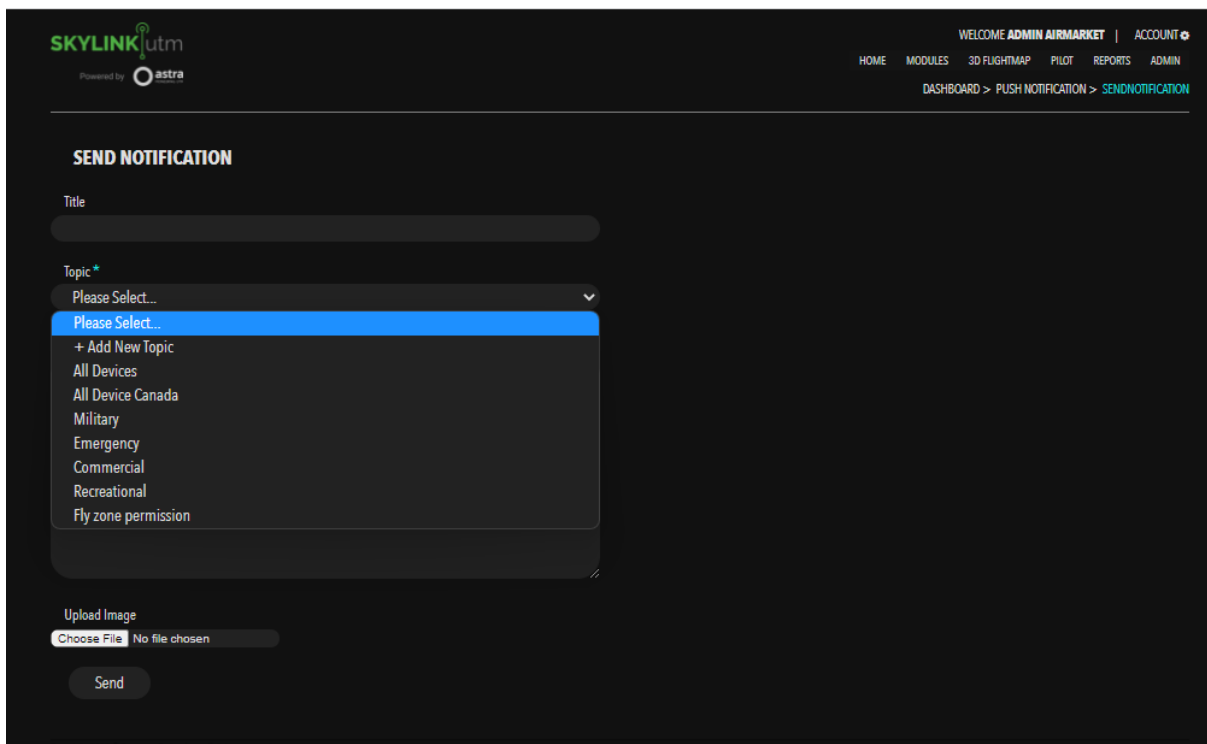 SKYLINK utm
Powered by astra
WELCOME ADMIN AIRMARKET | ACCOUNT
HOME MODULES 3D FLIGHTMAP PILOT REPORTS ADMIN
DASHBOARD > PUSH NOTIFICATION > SENDNOTIFICATION
SEND NOTIFICATION
Title
Topic *
Please Select...
Please Select...
+ Add New Topic
All Devices
All Device Canada
Military
Emergency
Commercial
Recreational
Fly zone permission
Upload Image
Choose File No file chosen
Send